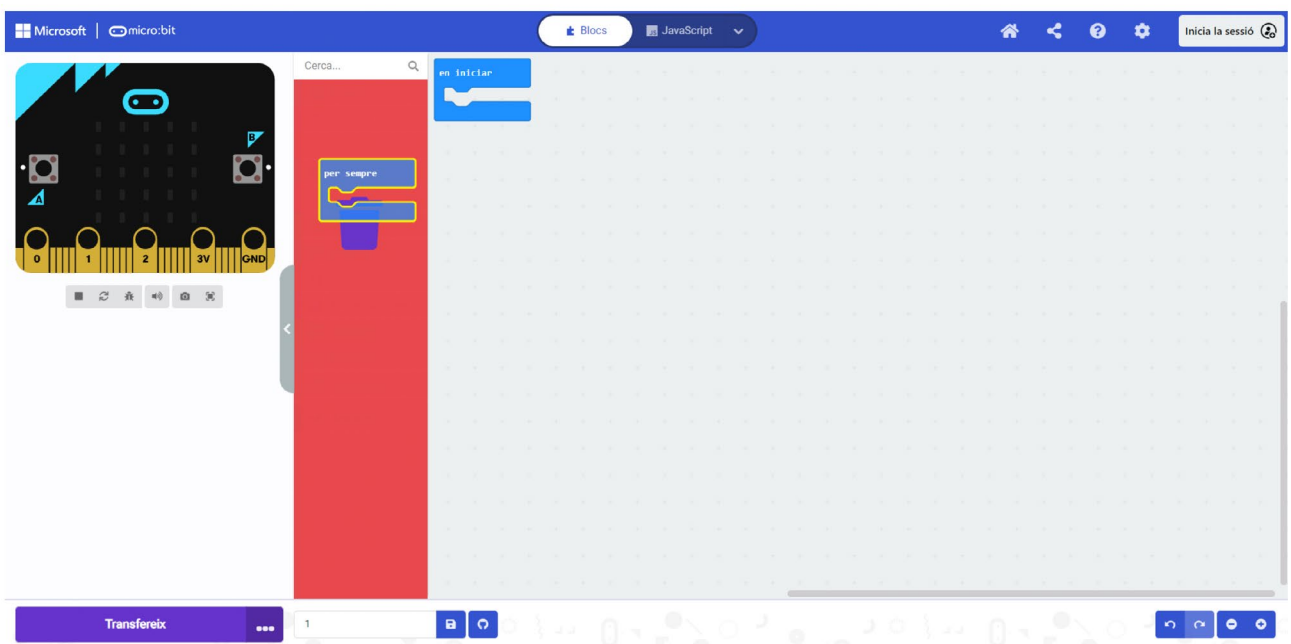 Microsoft | micro:bit
Blocs
JavaScript
Inicia la sessió
Cerca...
en iniciar
per sempre
B
A
0 1 2 3V GND
Transfereix
1